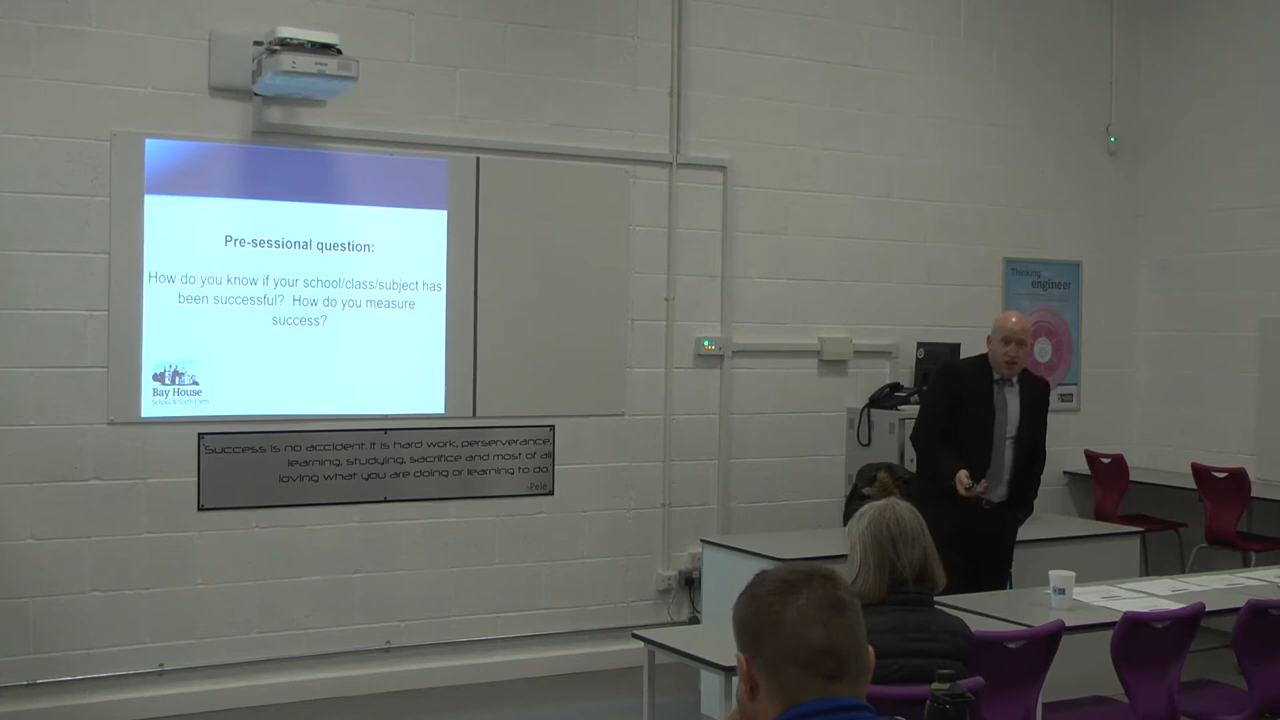 EPSON
Pre-sessional question:
How do you know if your school/class/subject has
been successful? How do you measure
success?
Bay House
School & Sixth Form
"Success is no accident. It is hard work, perserverance,
learning, studying, sacrifice and most of all
loving what you are doing or learning to do.
-Pele
Thinking
engineer